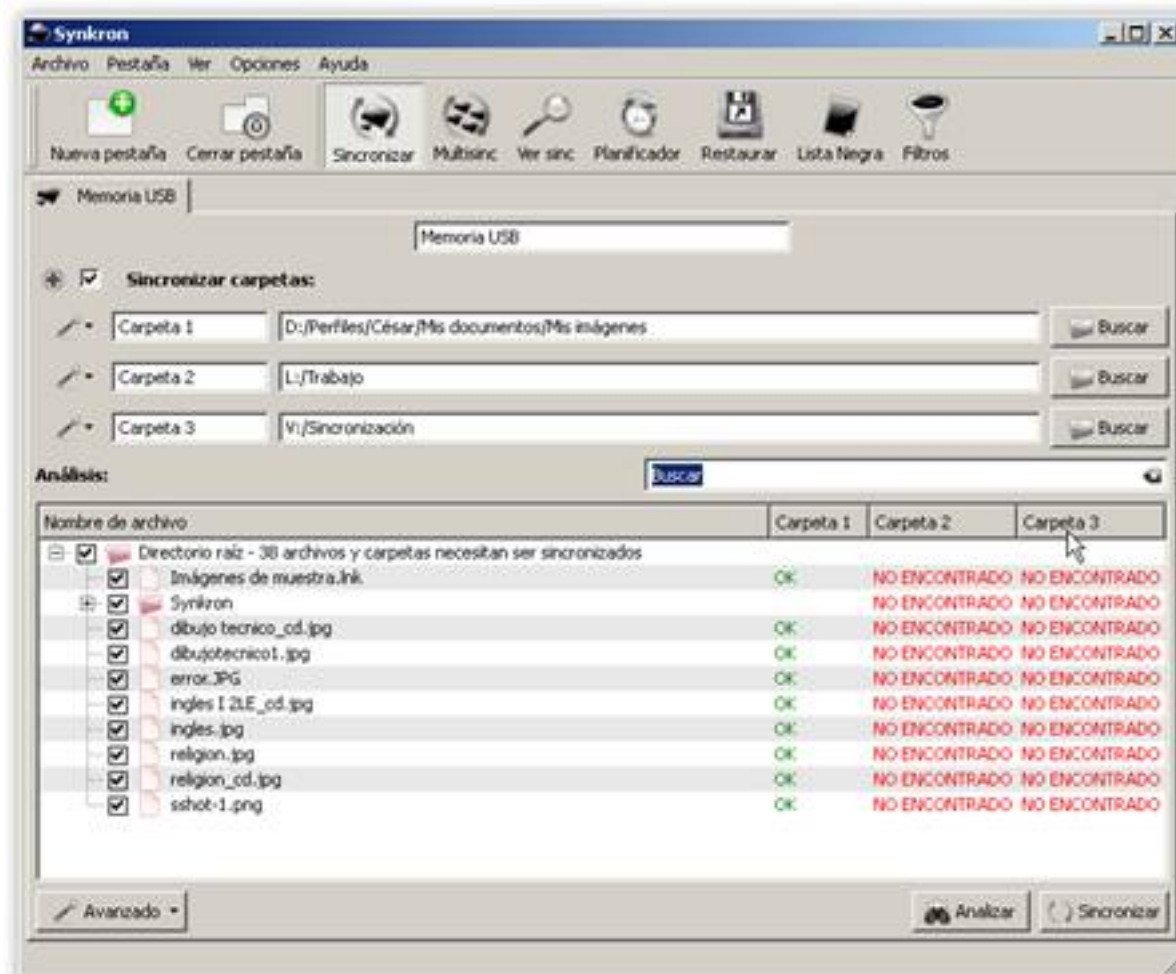 Synkron
Archivo Pestaña Ver Opciones Ayuda
Nueva pestaña Cerrar pestaña Sincronizar Multisinc Ver sinc Planificador Restaurar Lista Negra Filtros
Memoria USB
Memoria USB
Sincronizar carpetas:
Carpeta 1 D:/Perfiles/César/Mis documentos/Mis imágenes Buscar
Carpeta 2 L:/Trabajo Buscar
Carpeta 3 V:/Sincronización Buscar
Análisis: Buscar
Nombre de archivo Carpeta 1 Carpeta 2 Carpeta 3
Directorio raíz - 38 archivos y carpetas necesitan ser sincronizados
Imágenes de muestra.lnk OK NO ENCONTRADO NO ENCONTRADO
Synkron NO ENCONTRADO NO ENCONTRADO
dibujo tecnico_cd.jpg OK NO ENCONTRADO NO ENCONTRADO
dibujotecnico1.jpg OK NO ENCONTRADO NO ENCONTRADO
error.JPG OK NO ENCONTRADO NO ENCONTRADO
ingles I 2LE_cd.jpg OK NO ENCONTRADO NO ENCONTRADO
ingles.jpg OK NO ENCONTRADO NO ENCONTRADO
religion.jpg OK NO ENCONTRADO NO ENCONTRADO
religion_cd.jpg OK NO ENCONTRADO NO ENCONTRADO
sshot-1.png OK NO ENCONTRADO NO ENCONTRADO
Avanzado Analizar Sincronizar